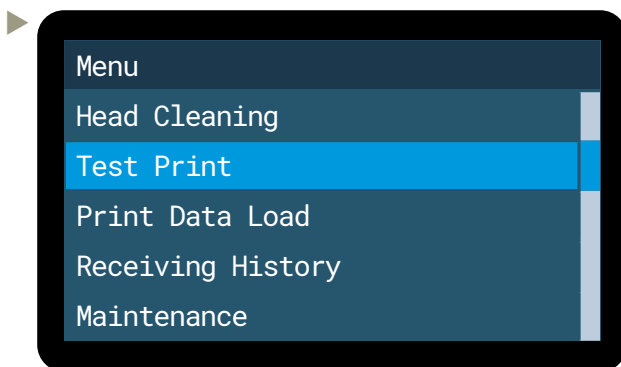 Menu
Head Cleaning
Test Print
Print Data Load
Receiving History
Maintenance